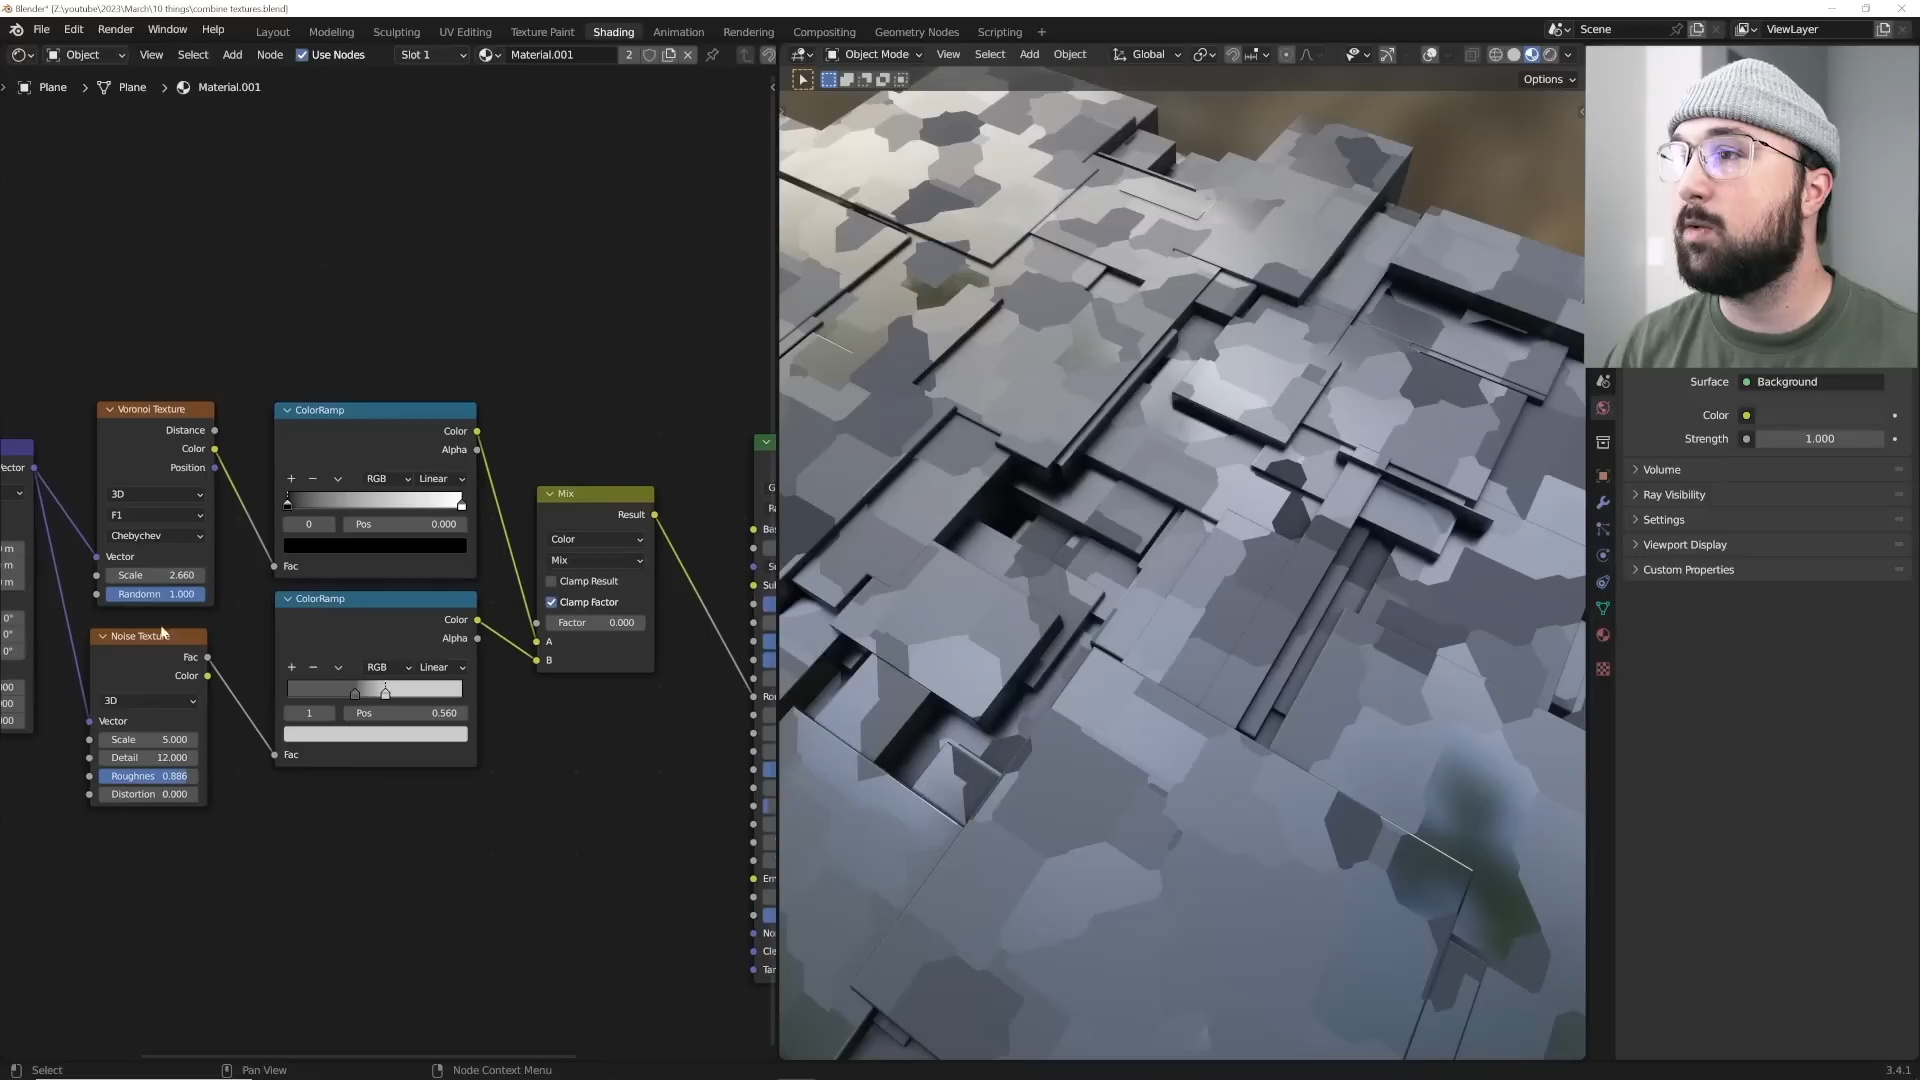 Blender* [Z:\youtube\2023\March\10 things\combine textures.blend]
File Edit Render Window Help Layout Modeling Sculpting UV Editing Texture Paint Shading Animation Rendering Compositing Geometry Nodes Scripting + Scene ViewLayer
Object View Select Add Node Use Nodes Slot 1 Material.001 2 Object Mode View Select Add Object Global
Options
Plane > Plane > Material.001
Voronoi Texture
Distance
Color
Position
3D
F1
Chebychev
Vector
Scale 2.660
Randomn 1.000
Noise Texture
Fac
Color
3D
Vector
Scale 5.000
Detail 12.000
Roughnes 0.886
Distortion 0.000
ColorRamp
Color
Alpha
RGB Linear
0 Pos 0.000
Fac
ColorRamp
Color
Alpha
RGB Linear
1 Pos 0.560
Fac
Mix
Result
Color
Mix
Clamp Result
Clamp Factor
Factor 0.000
A
B
Surface Background
Color
Strength 1.000
Volume
Ray Visibility
Settings
Viewport Display
Custom Properties
Select Pan View Node Context Menu 3.4.1